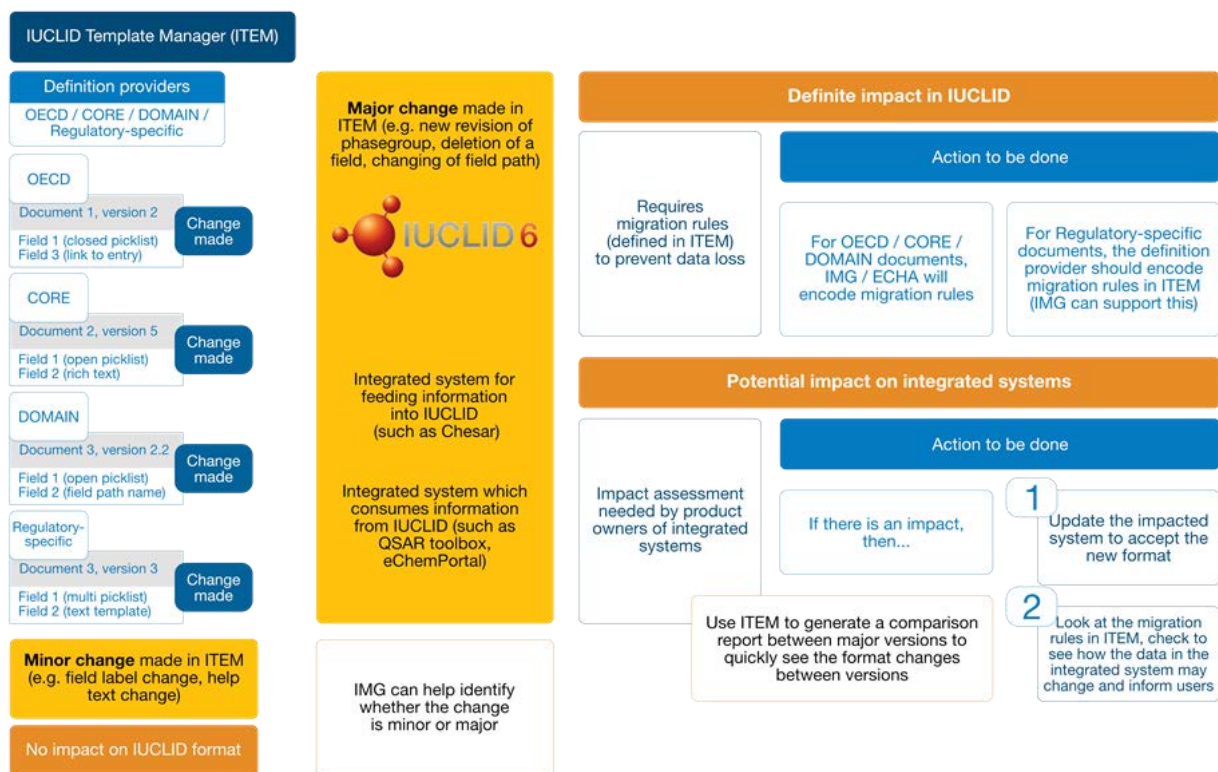 IUCLID Template Manager (ITEM)
Definition providers
OECD / CORE / DOMAIN /
Regulatory-specific
OECD
Document 1, version 2
Field 1 (closed picklist)
Field 3 (link to entry)
Change
made
CORE
Document 2, version 5
Field 1 (open picklist)
Field 2 (rich text)
Change
made
DOMAIN
Document 3, version 2.2
Field 1 (open picklist)
Field 2 (field path name)
Change
made
Regulatory-
specific
Document 3, version 3
Field 1 (multi picklist)
Field 2 (text template)
Change
made
Minor change made in ITEM
(e.g. field label change, help
text change)
No impact on IUCLID format
Major change made in
ITEM (e.g. new revision of
phasegroup, deletion of a
field, changing of field path)
IUCLID 6
Integrated system for
feeding information
into IUCLID
(such as Chesar)
Integrated system which
consumes information
from IUCLID (such as
QSAR toolbox,
eChemPortal)
IMG can help identify
whether the change
is minor or major
Definite impact in IUCLID
Requires
migration rules
(defined in ITEM)
to prevent data loss
Action to be done
For OECD / CORE /
DOMAIN documents,
IMG / ECHA will
encode migration rules
For Regulatory-specific
documents, the definition
provider should encode
migration rules in ITEM
(IMG can support this)
Potential impact on integrated systems
Impact assessment
needed by product
owners of integrated
systems
Action to be done
If there is an impact,
then...
1
Update the impacted
system to accept the
new format
Use ITEM to generate a comparison
report between major versions to
quickly see the format changes
between versions
2
Look at the migration
rules in ITEM, check to
see how the data in the
integrated system may
change and inform users